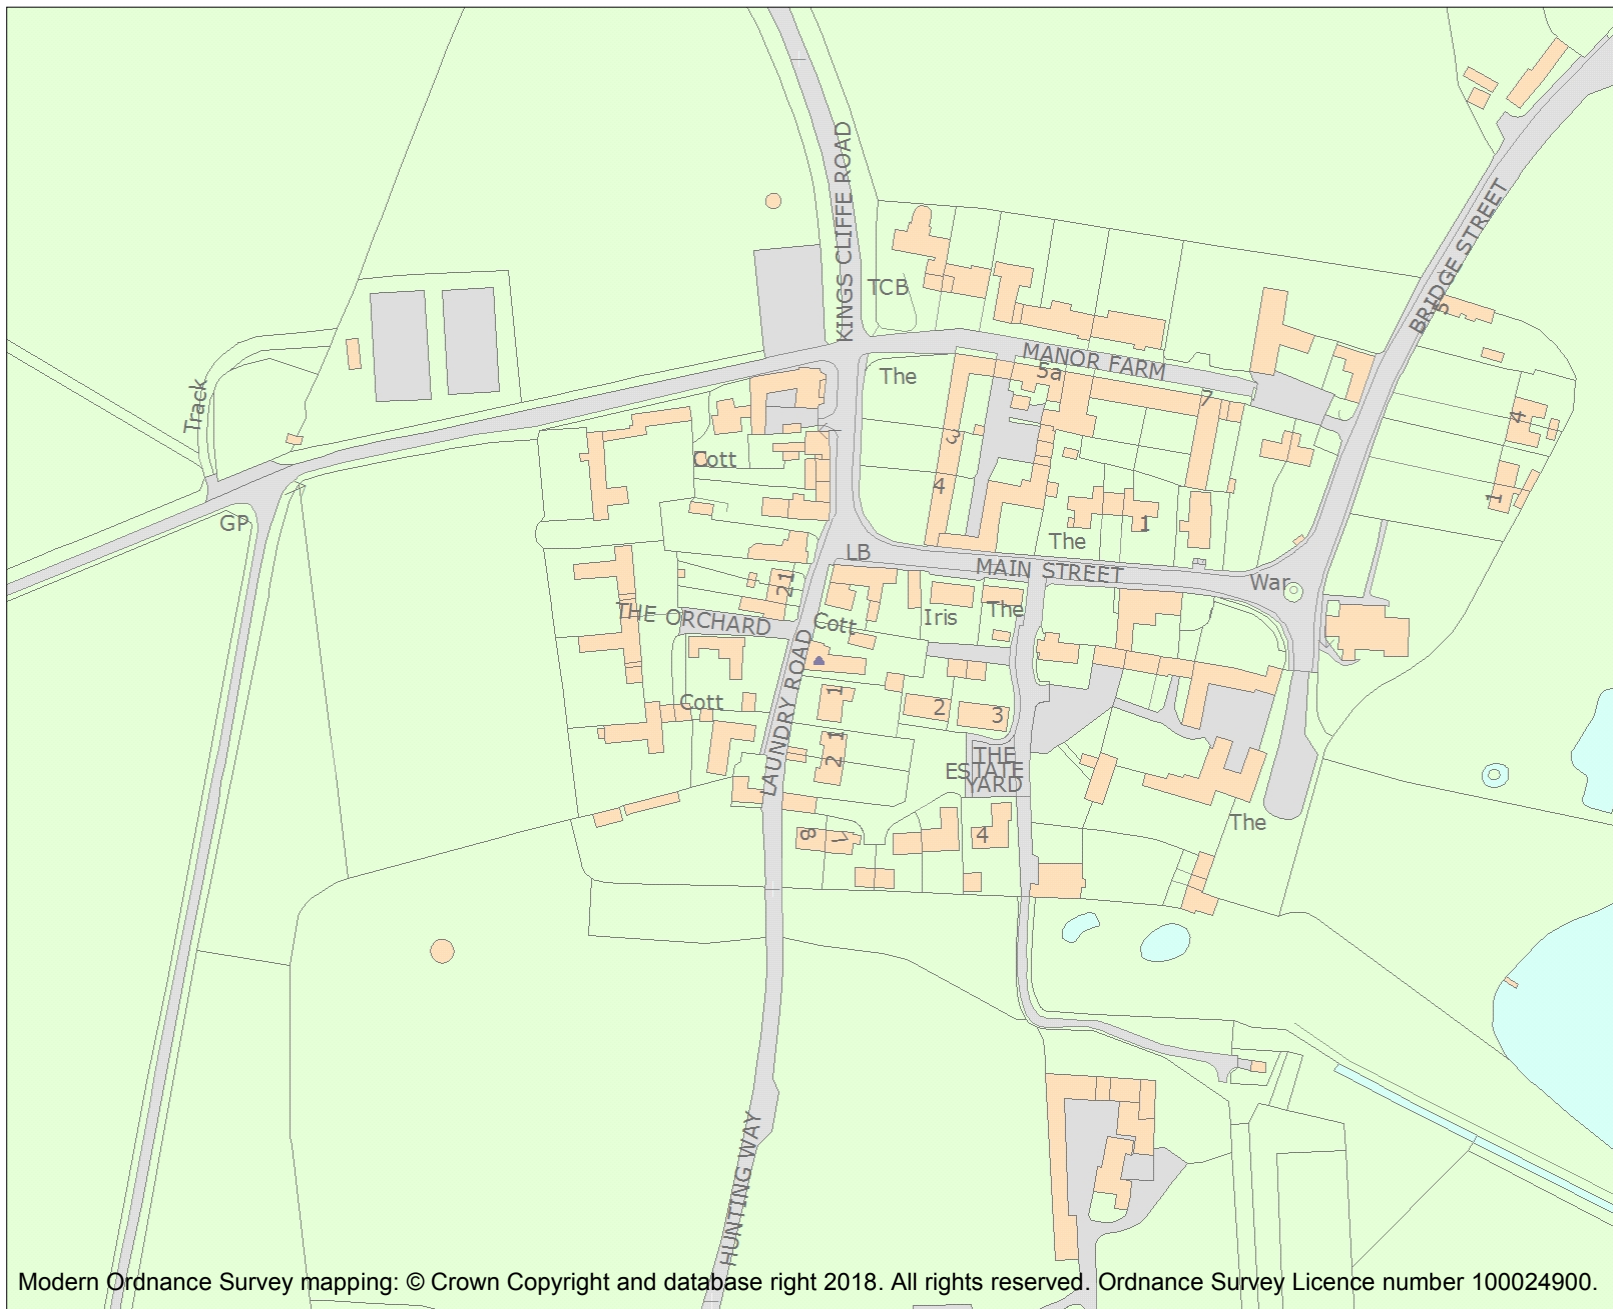 KINGS CLIFFE ROAD
BRIDGE STREET
TCB
5
MANOR FARM
The
5a
7
Track
3
4
4
Cott
4
1
GP
1
The
LB
MAIN STREET
War
21
THE ORCHARD
Cott
Iris
The
LAUNDRY ROAD
1
Cott
2
3
1
2
THE
ESTATE
YARD
The
8
7
4
HUNTING WAY
Modern Ordnance Survey mapping: © Crown Copyright and database right 2018. All rights reserved. Ordnance Survey Licence number 100024900.